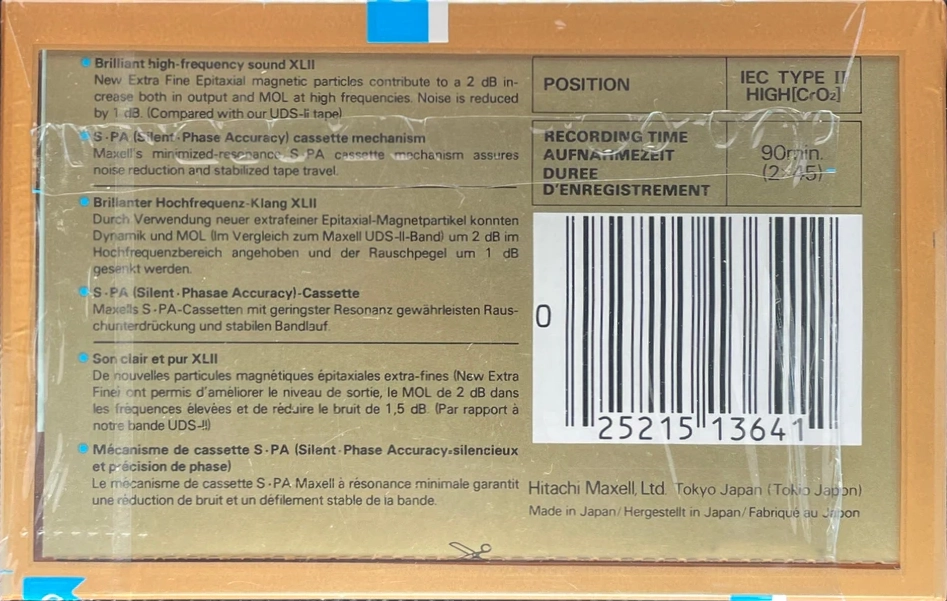 Brilliant high-frequency sound XLII
New Extra Fine Epitaxial magnetic particles contribute to a 2 dB in-
crease both in output and MOL at high frequencies. Noise is reduced
by 1 dB. (Compared with our UDS-II tape)
S·PA (Silent·Phase Accuracy) cassette mechanism
Maxell's minimized-resonance S·PA cassette mechanism assures
noise reduction and stabilized tape travel.
Brillanter Hochfrequenz-Klang XLII
Durch Verwendung neuer extrafeiner Epitaxial-Magnetpartikel konnten
Dynamik und MOL (Im Vergleich zum Maxell UDS-II-Band) um 2 dB im
Hochfrequenzbereich angehoben und der Rauschpegel um 1 dB
gesenkt werden.
S·PA (Silent·Phasae Accuracy)-Cassette
Maxells S·PA-Cassetten mit geringster Resonanz gewährleisten Raus-
chunterdrückung und stabilen Bandlauf.
Son clair et pur XLII
De nouvelles particules magnétiques épitaxiales extra-fines (New Extra
Fine) ont permis d'améliorer le niveau de sortie, le MOL de 2 dB dans
les fréquences élevées et de réduire le bruit de 1,5 dB. (Par rapport à
notre bande UDS-II)
Mécanisme de cassette S·PA (Silent·Phase Accuracy=silencieux
et précision de phase)
Le mécanisme de cassette S·PA Maxell à résonance minimale garantit
une réduction de bruit et un défilement stable de la bande.
POSITION
IEC TYPE II
HIGH[CrO₂]
RECORDING TIME
AUFNAHMEZEIT
DUREE
D'ENREGISTREMENT
90min.
(2×45)
0
25215 13641
Hitachi Maxell, Ltd. Tokyo Japan (Tokio Japon)
Made in Japan/Hergestellt in Japan/Fabriqué au Japon